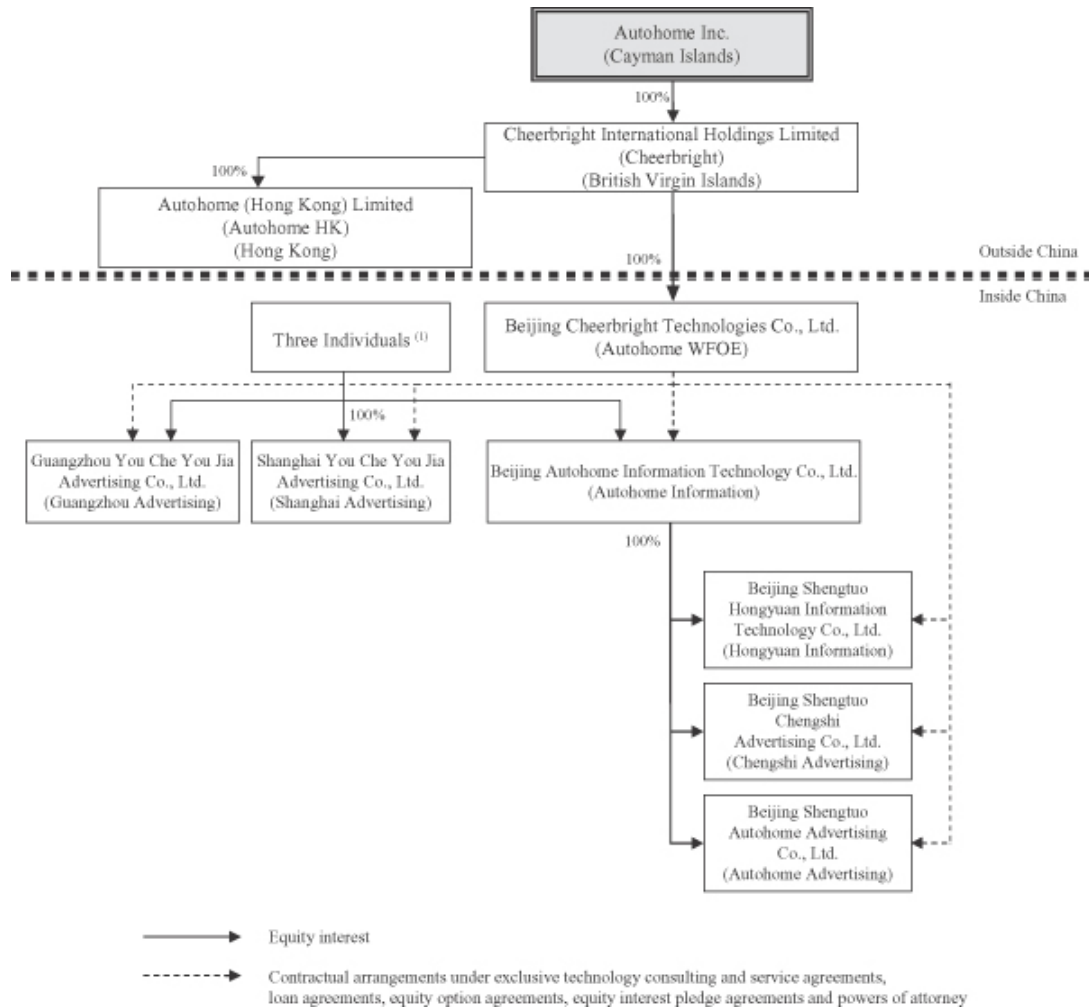 Autohome Inc.
(Cayman Islands)
100%
Cheerbright International Holdings Limited
(Cheerbright)
(British Virgin Islands)
100%
Autohome (Hong Kong) Limited
(Autohome HK)
(Hong Kong)
Outside China
100%
Inside China
Three Individuals (1)
Beijing Cheerbright Technologies Co., Ltd.
(Autohome WFOE)
100%
Guangzhou You Che You Jia
Advertising Co., Ltd.
(Guangzhou Advertising)
Shanghai You Che You Jia
Advertising Co., Ltd.
(Shanghai Advertising)
Beijing Autohome Information Technology Co., Ltd.
(Autohome Information)
100%
Beijing Shengtuo
Hongyuan Information
Technology Co., Ltd.
(Hongyuan Information)
Beijing Shengtuo
Chengshi
Advertising Co., Ltd.
(Chengshi Advertising)
Beijing Shengtuo
Autohome Advertising
Co., Ltd.
(Autohome Advertising)
Equity interest
Contractual arrangements under exclusive technology consulting and service agreements,
loan agreements, equity option agreements, equity interest pledge agreements and powers of attorney